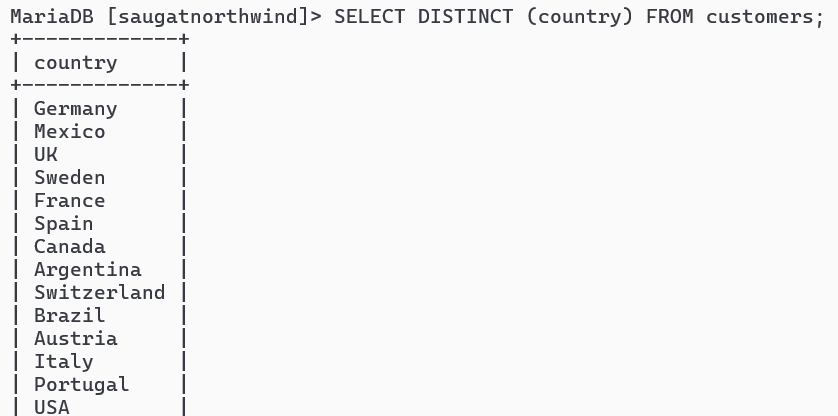 MariaDB [saugatnorthwind]> SELECT DISTINCT (country) FROM customers;
+-------------+
| country     |
+-------------+
| Germany     |
| Mexico      |
| UK          |
| Sweden      |
| France      |
| Spain       |
| Canada      |
| Argentina   |
| Switzerland |
| Brazil      |
| Austria     |
| Italy       |
| Portugal    |
| USA         |